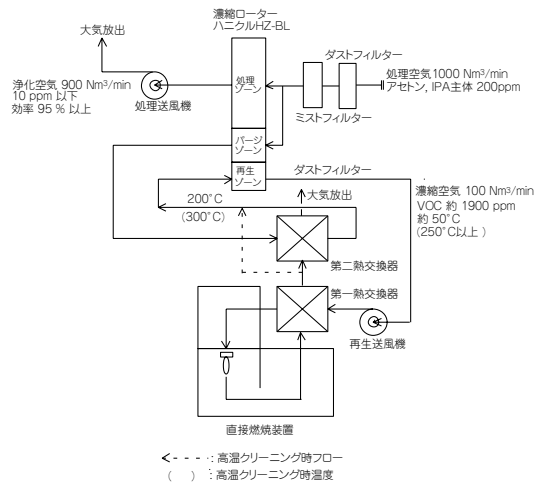 濃縮ローター
ハニクルHZ-BL
大気放出
ダストフィルター
処理
ゾーン
処理空気1000 Nm³/min
アセトン, IPA主体 200ppm
浄化空気 900 Nm³/min
10 ppm 以下
効率 95 % 以上
処理送風機
ミストフィルター
パージ
ゾーン
再生
ゾーン
ダストフィルター
200°C
(300°C)
大気放出
濃縮空気 100 Nm³/min
VOC 約 1900 ppm
約 50°C
(250°C以上 )
第二熱交換器
第一熱交換器
再生送風機
直接燃焼装置
: 高温クリーニング時フロー
( ) : 高温クリーニング時温度